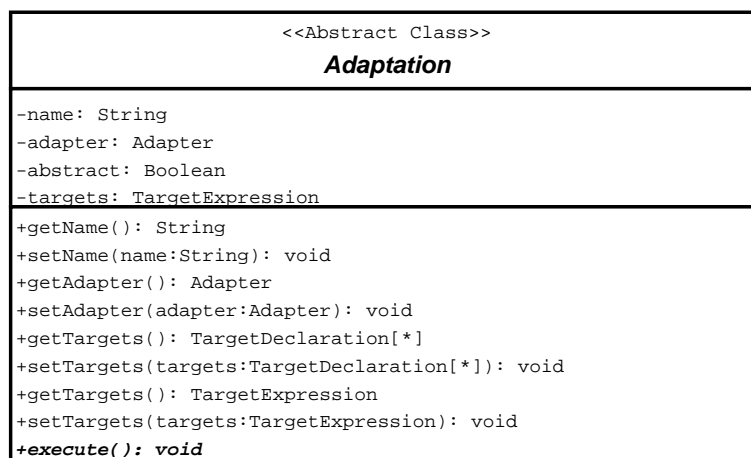 <<Abstract Class>>
Adaptation
-name: String
-adapter: Adapter
-abstract: Boolean
-targets: TargetExpression
+getName(): String
+setName(name:String): void
+getAdapter(): Adapter
+setAdapter(adapter:Adapter): void
+getTargets(): TargetDeclaration[*]
+setTargets(targets:TargetDeclaration[*]): void
+getTargets(): TargetExpression
+setTargets(targets:TargetExpression): void
+execute(): void